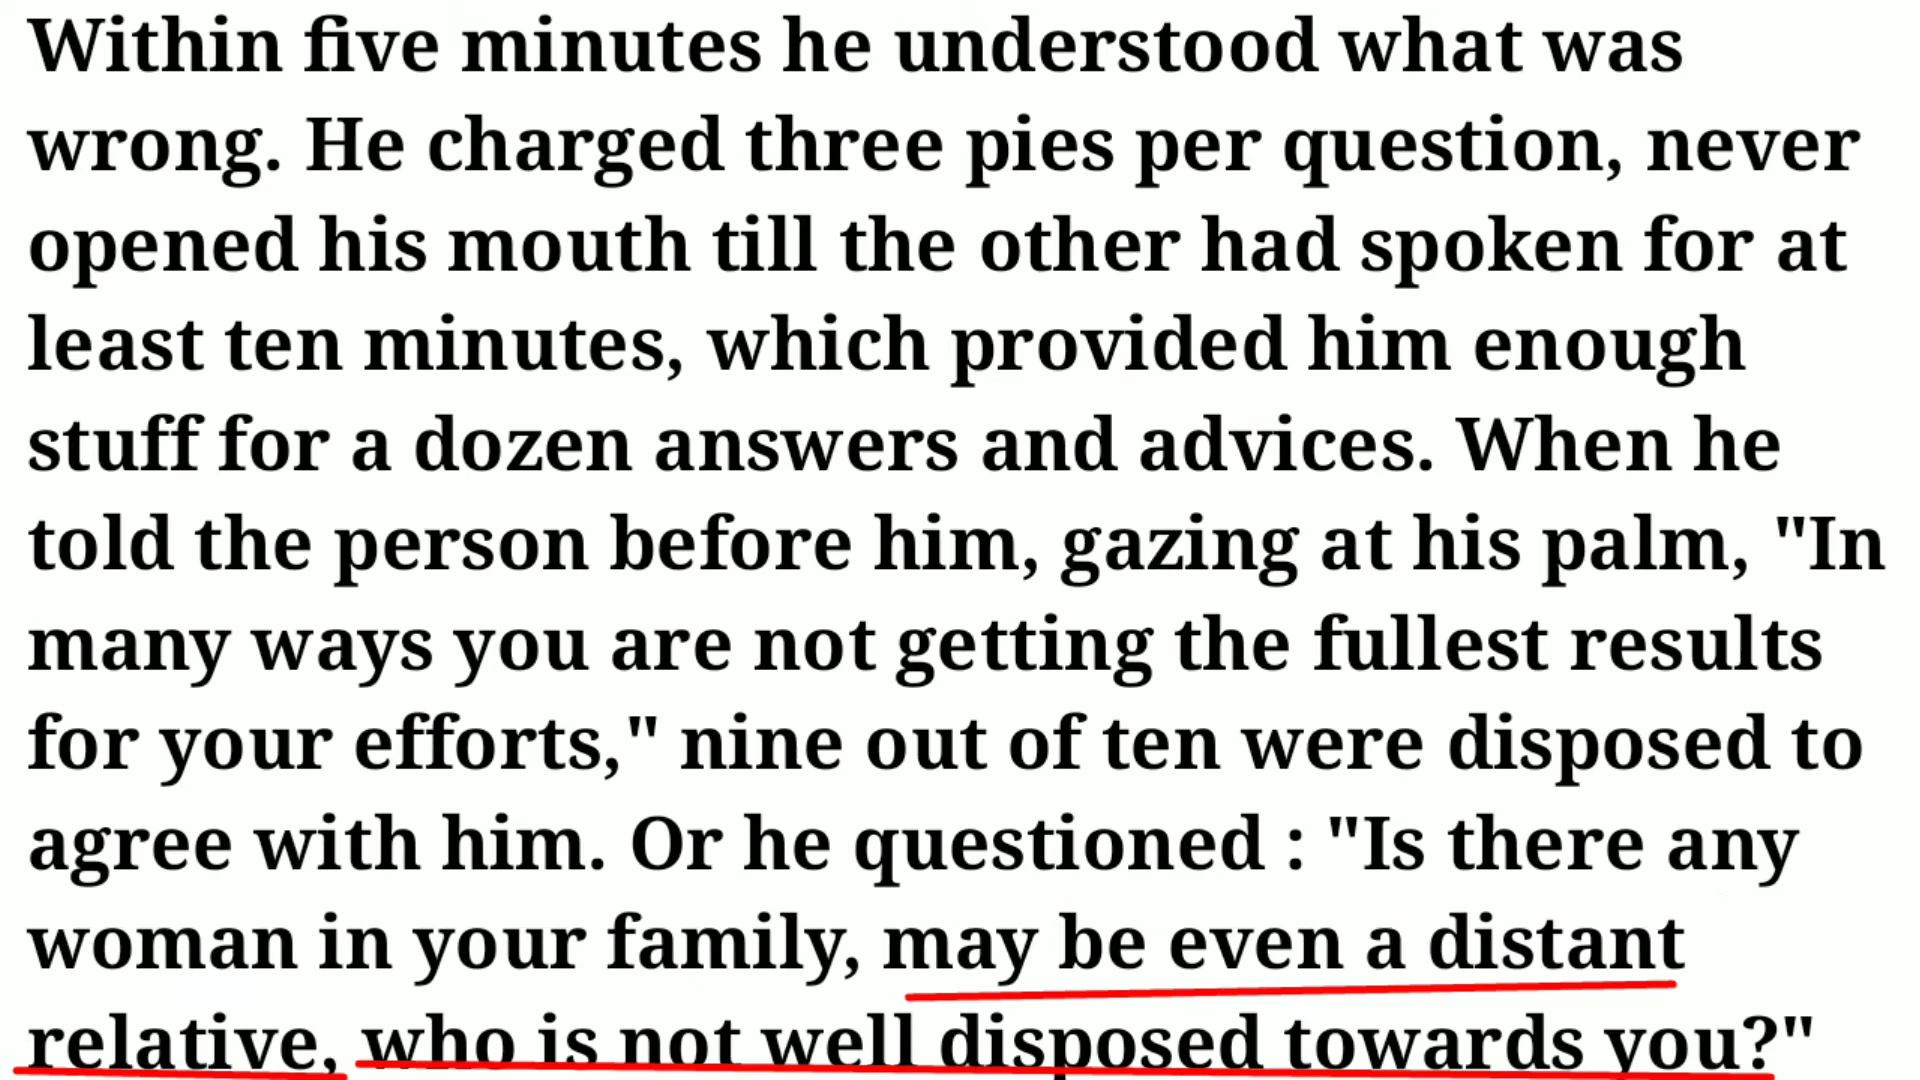 Within five minutes he understood what was
wrong. He charged three pies per question, never
opened his mouth till the other had spoken for at
least ten minutes, which provided him enough
stuff for a dozen answers and advices. When he
told the person before him, gazing at his palm, "In
many ways you are not getting the fullest results
for your efforts," nine out of ten were disposed to
agree with him. Or he questioned : "Is there any
woman in your family, may be even a distant
relative, who is not well disposed towards you?"